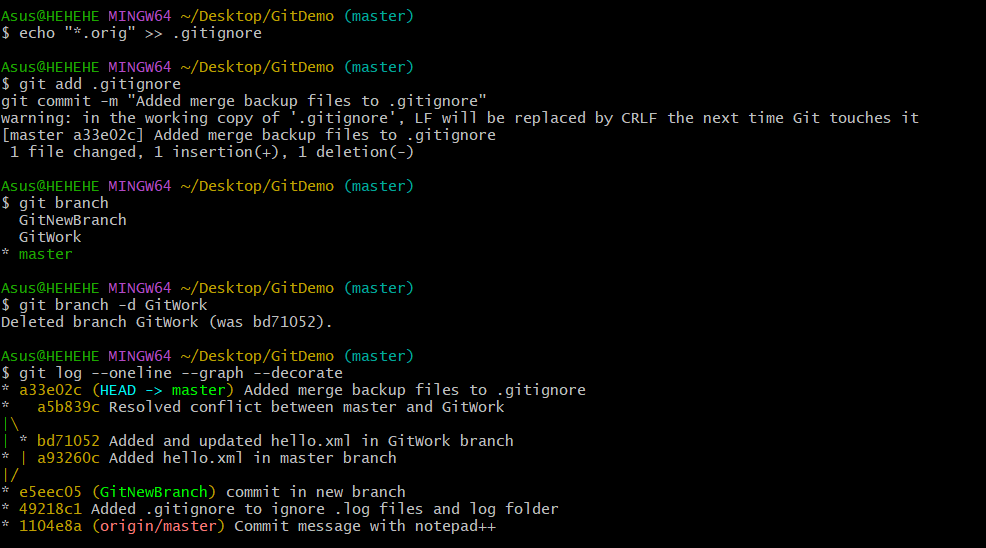 Asus@HEHEHE MINGW64 ~/Desktop/GitDemo (master)
$ echo "*.orig" >> .gitignore

Asus@HEHEHE MINGW64 ~/Desktop/GitDemo (master)
$ git add .gitignore
git commit -m "Added merge backup files to .gitignore"
warning: in the working copy of '.gitignore', LF will be replaced by CRLF the next time Git touches it
[master a33e02c] Added merge backup files to .gitignore
 1 file changed, 1 insertion(+), 1 deletion(-)

Asus@HEHEHE MINGW64 ~/Desktop/GitDemo (master)
$ git branch
  GitNewBranch
  GitWork
* master

Asus@HEHEHE MINGW64 ~/Desktop/GitDemo (master)
$ git branch -d GitWork
Deleted branch GitWork (was bd71052).

Asus@HEHEHE MINGW64 ~/Desktop/GitDemo (master)
$ git log --oneline --graph --decorate
* a33e02c (HEAD -> master) Added merge backup files to .gitignore
*   a5b839c Resolved conflict between master and GitWork
|\
| * bd71052 Added and updated hello.xml in GitWork branch
* | a93260c Added hello.xml in master branch
|/
* e5eec05 (GitNewBranch) commit in new branch
* 49218c1 Added .gitignore to ignore .log files and log folder
* 1104e8a (origin/master) Commit message with notepad++